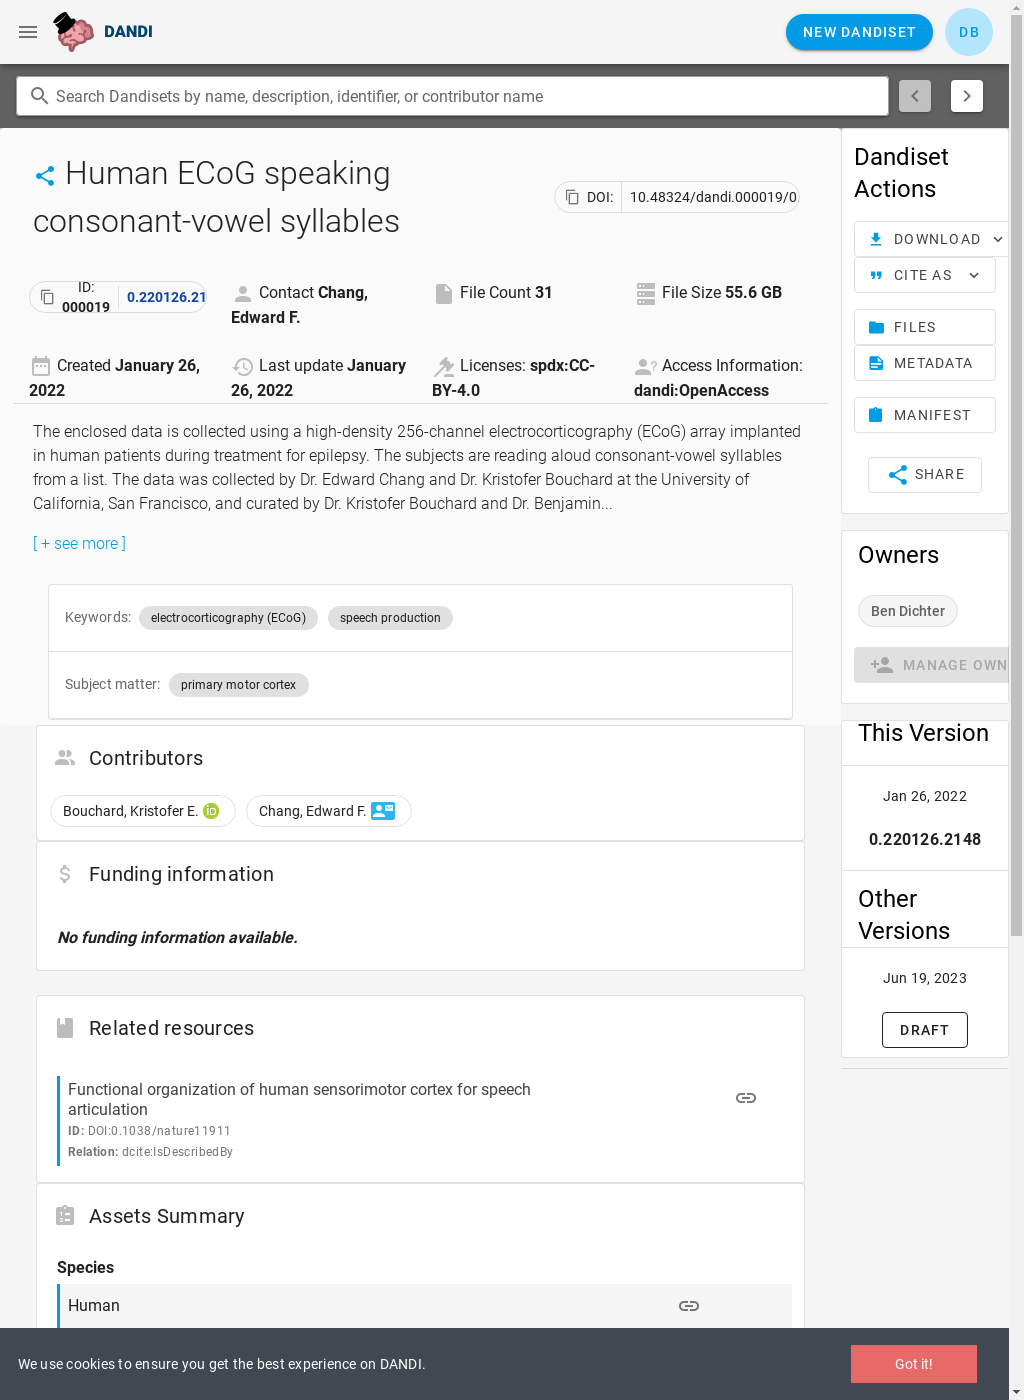 DANDI
NEW DANDISET
DB
Search Dandisets by name, description, identifier, or contributor name
Human ECoG speaking
consonant-vowel syllables
DOI: 10.48324/dandi.000019/0
ID:
000019
0.220126.21
Contact Chang,
Edward F.
File Count 31
File Size 55.6 GB
Created January 26,
2022
Last update January
26, 2022
Licenses: spdx:CC-
BY-4.0
Access Information:
dandi:OpenAccess
The enclosed data is collected using a high-density 256-channel electrocorticography (ECoG) array implanted
in human patients during treatment for epilepsy. The subjects are reading aloud consonant-vowel syllables
from a list. The data was collected by Dr. Edward Chang and Dr. Kristofer Bouchard at the University of
California, San Francisco, and curated by Dr. Kristofer Bouchard and Dr. Benjamin...
[ + see more ]
Keywords: electrocorticography (ECoG) speech production
Subject matter: primary motor cortex
Contributors
Bouchard, Kristofer E. iD
Chang, Edward F.
Funding information
No funding information available.
Related resources
Functional organization of human sensorimotor cortex for speech
articulation
ID: DOI:0.1038/nature11911
Relation: dcite:IsDescribedBy
Assets Summary
Species
Human
Dandiset
Actions
DOWNLOAD
CITE AS
FILES
METADATA
MANIFEST
SHARE
Owners
Ben Dichter
MANAGE OWN
This Version
Jan 26, 2022
0.220126.2148
Other
Versions
Jun 19, 2023
DRAFT
We use cookies to ensure you get the best experience on DANDI.
Got it!